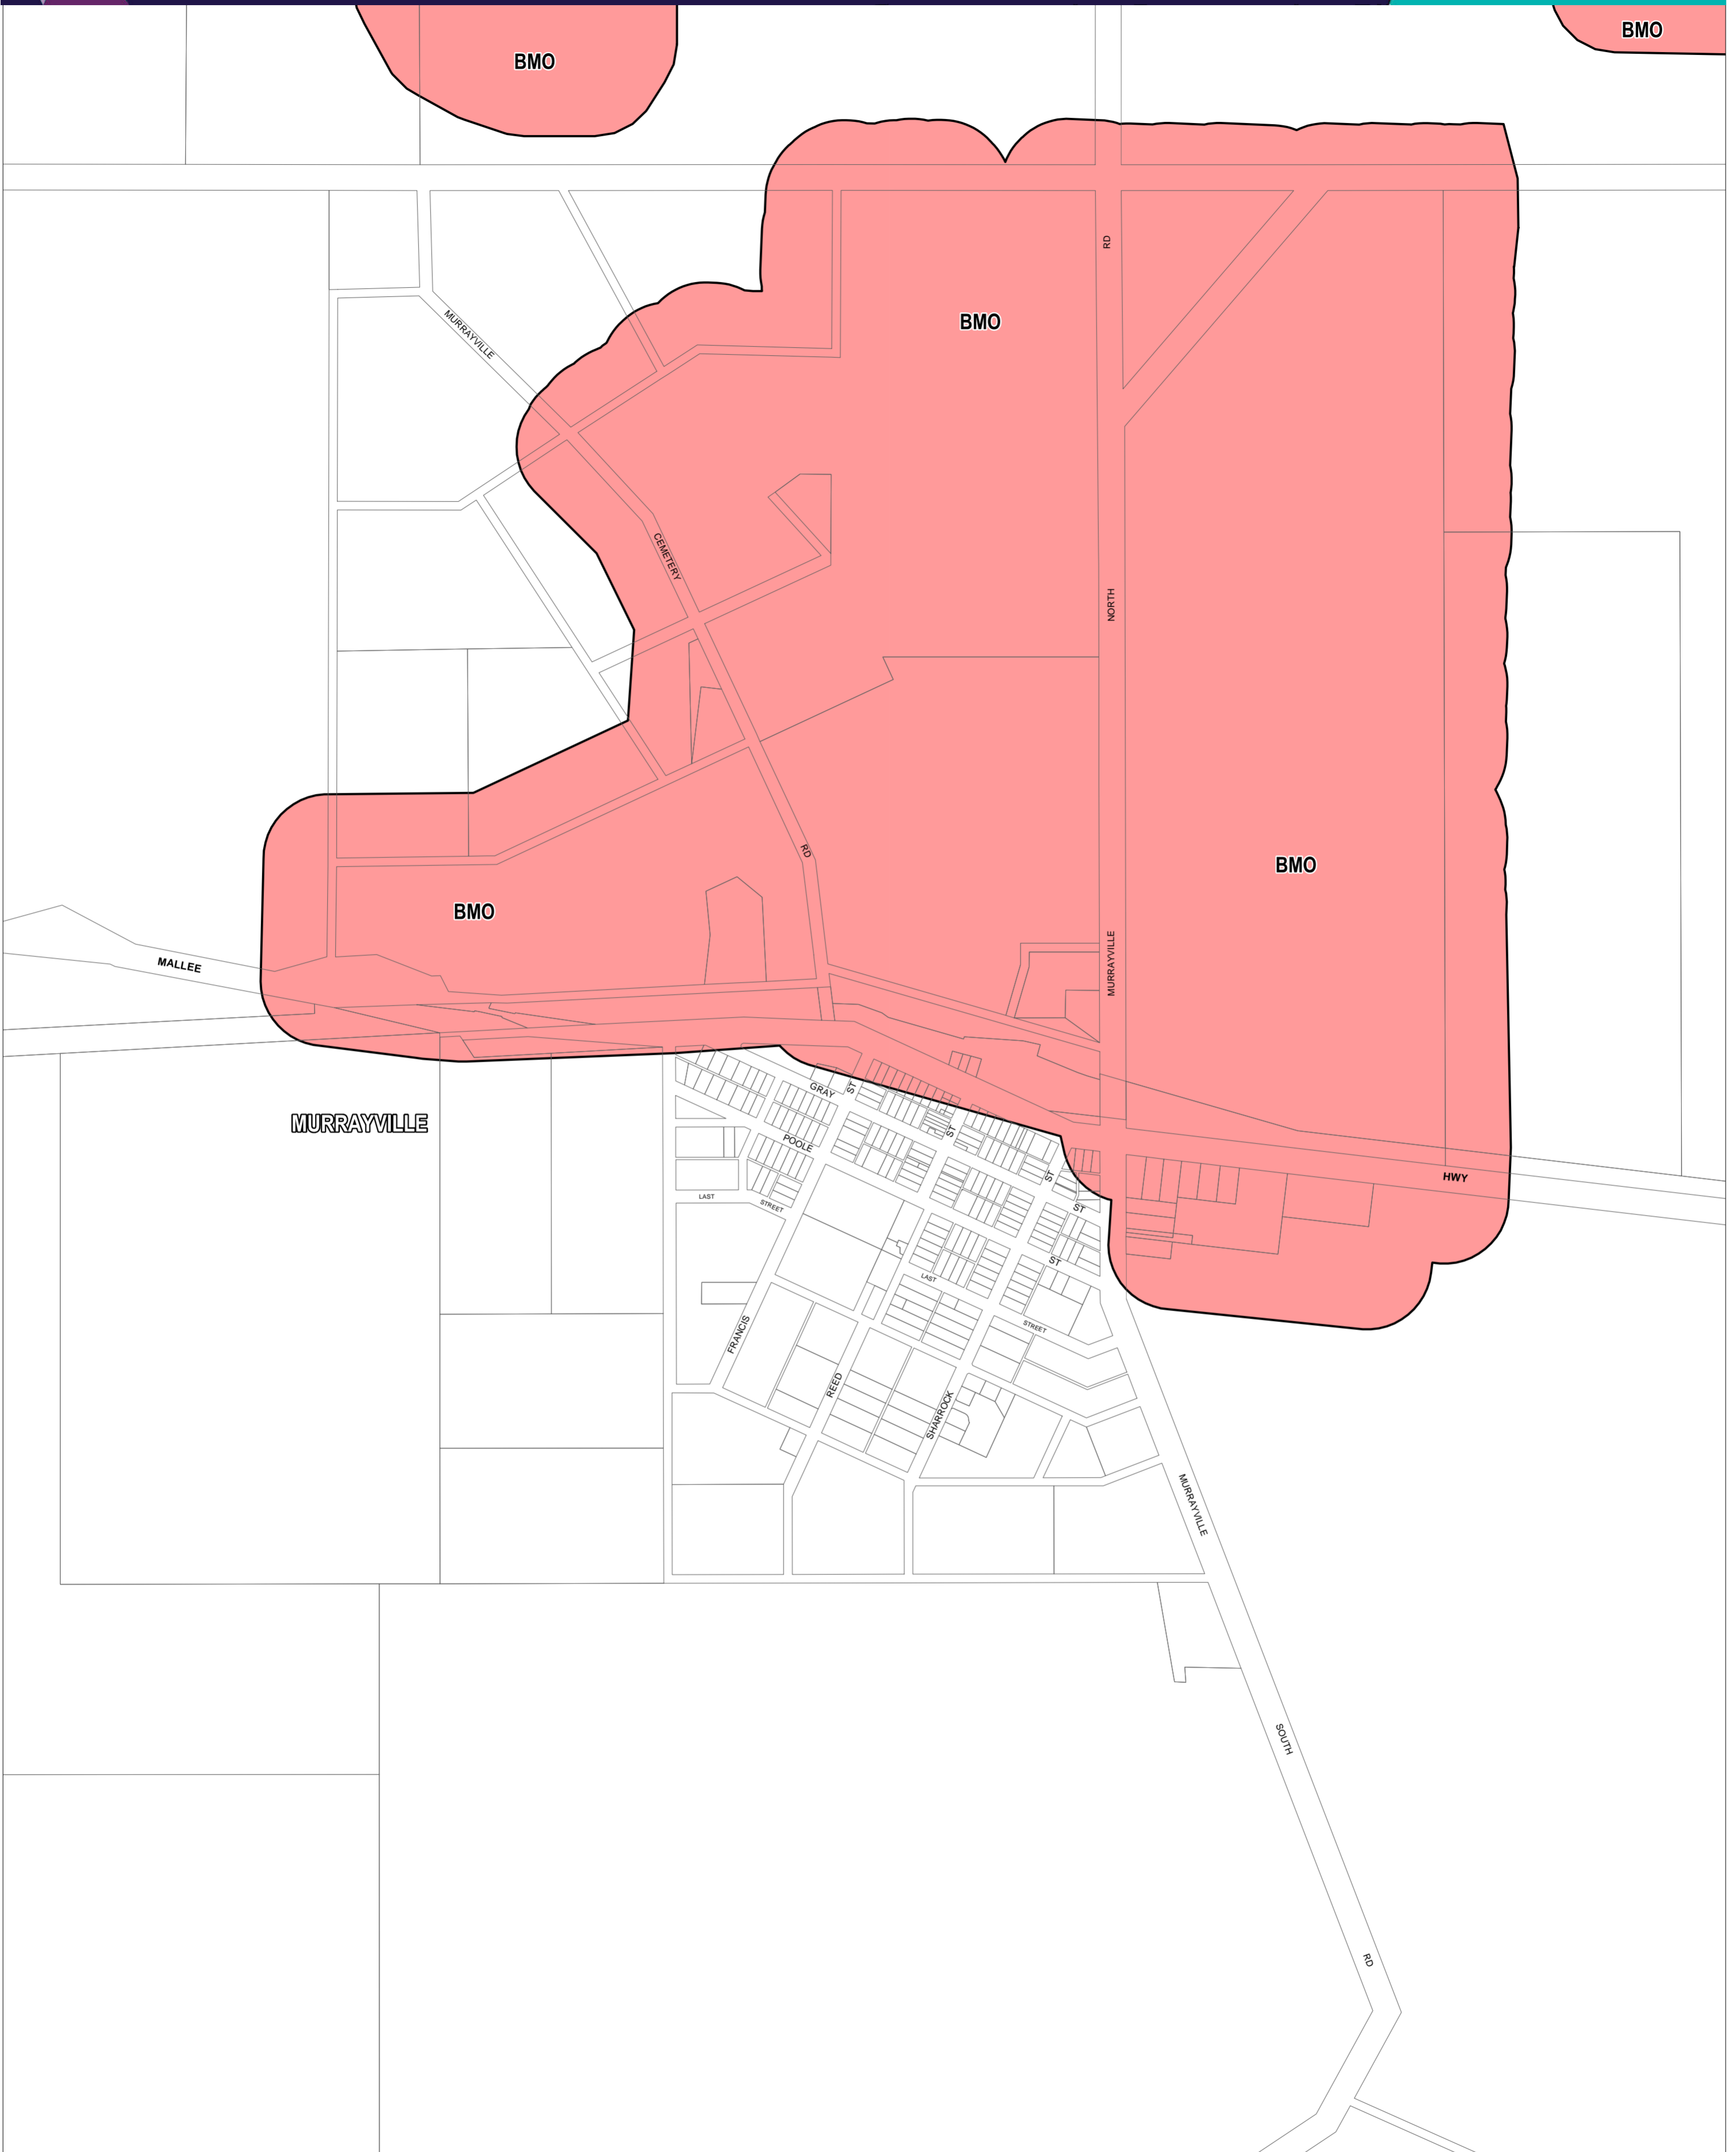 BMO
BMO
RD
BMO
MURRAYVILLE
CEMETERY
NORTH
RD
BMO
BMO
MALLEE
MURRAYVILLE
GRAY
ST
MURRAYVILLE
ST
POOLE
ST
HWY
LAST
STREET
ST
ST
LAST
STREET
FRANCIS
REED
SHARROCK
MURRAYVILLE
SOUTH
RD